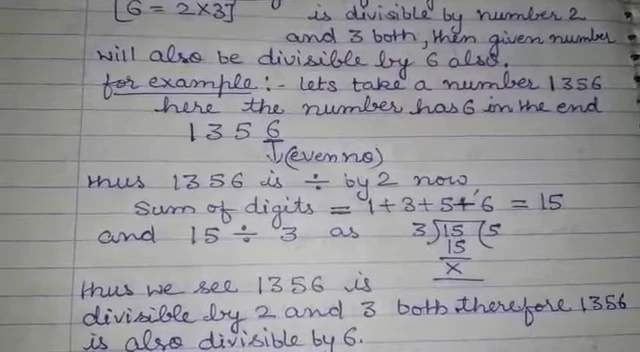 [6 = 2×3] is divisible by number 2
and 3 both, then given number
will also be divisible by 6 also.
for example:- lets take a number 1356
here the number has 6 in the end
1 3 5 6
↓(even no)
thus 1356 is ÷ by 2 now
Sum of digits = 1+3+5+6 = 15
and 15 ÷ 3 as 3)15(5
15
×
thus we see 1356 is
divisible by 2 and 3 both therefore 1356
is also divisible by 6.